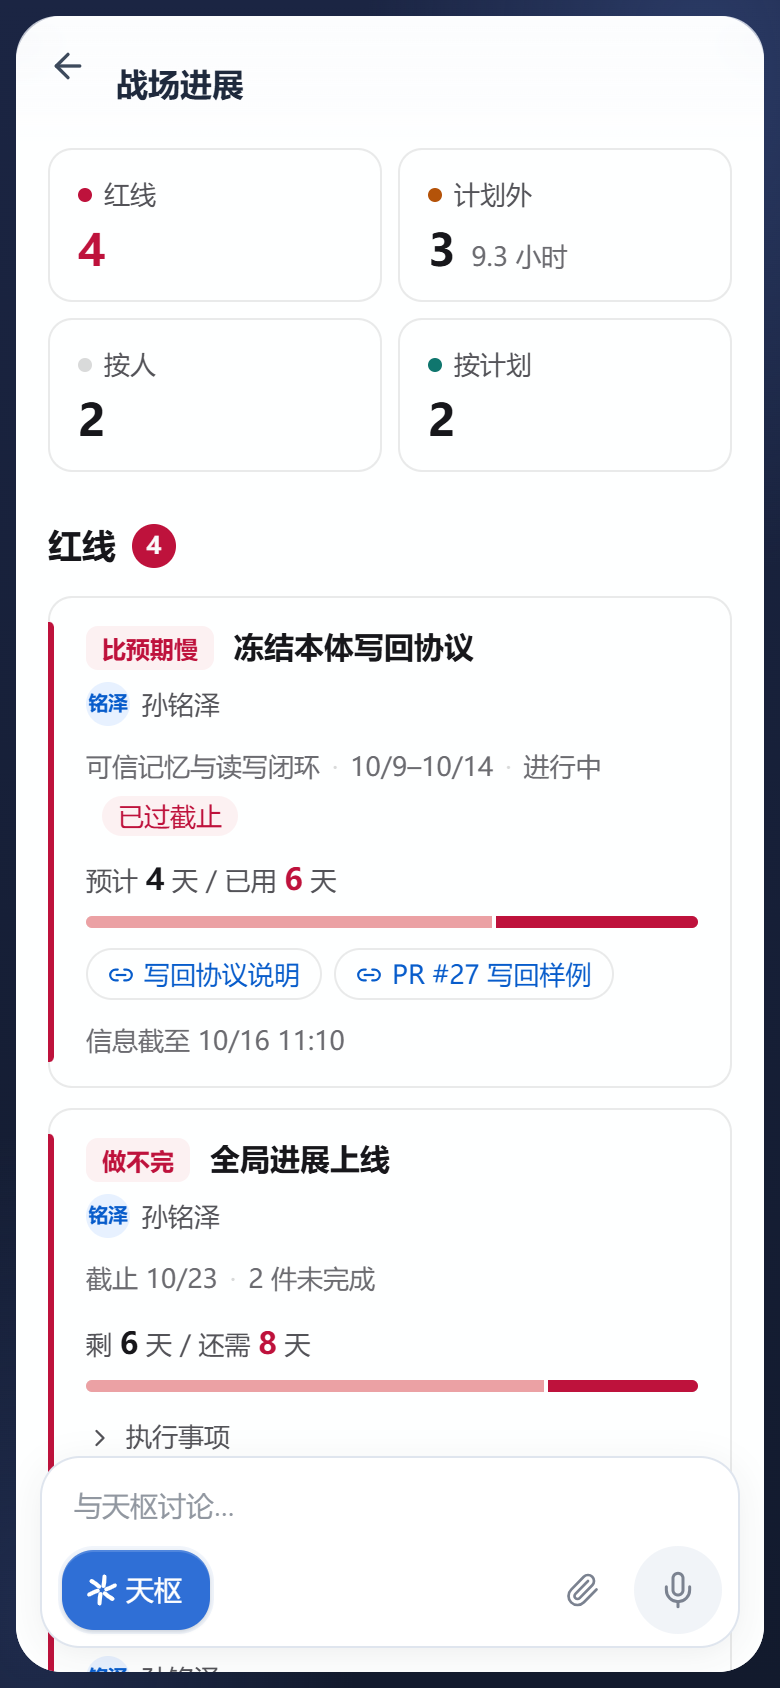 战场进展
红线
4
计划外
3 9.3 小时
按人
2
按计划
2
红线 4
比预期慢 冻结本体写回协议
铭泽 孙铭泽
可信记忆与读写闭环 · 10/9–10/14 · 进行中
已过截止
预计 4 天 / 已用 6 天
写回协议说明 PR #27 写回样例
信息截至 10/16 11:10
做不完 全局进展上线
铭泽 孙铭泽
截止 10/23 · 2 件未完成
剩 6 天 / 还需 8 天
执行事项
与天枢讨论...
天枢
铭泽 孙铭泽